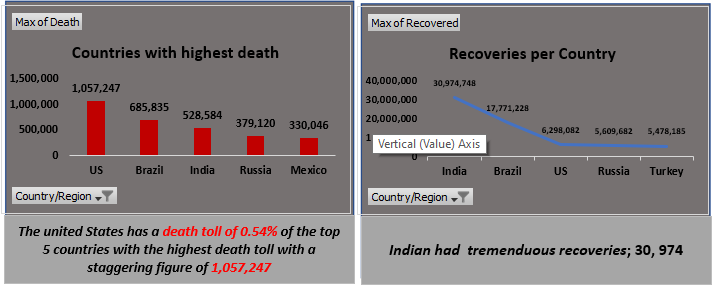 Max of Death
Countries with highest death
1,500,000
1,000,000
500,000
0
1,057,247
685,835
528,584
379,120
330,046
US Brazil India Russia Mexico
Country/Region
The united States has a death toll of 0.54% of the top
5 countries with the highest death toll with a
staggering figure of 1,057,247
Max of Recovered
Recoveries per Country
40,000,000
30,000,000
20,000,000
1
0
30,974,748
17,771,228
6,298,082
5,609,682
5,478,185
Vertical (Value) Axis
India Brazil US Russia Turkey
Country/Region
Indian had tremenduous recoveries; 30, 974